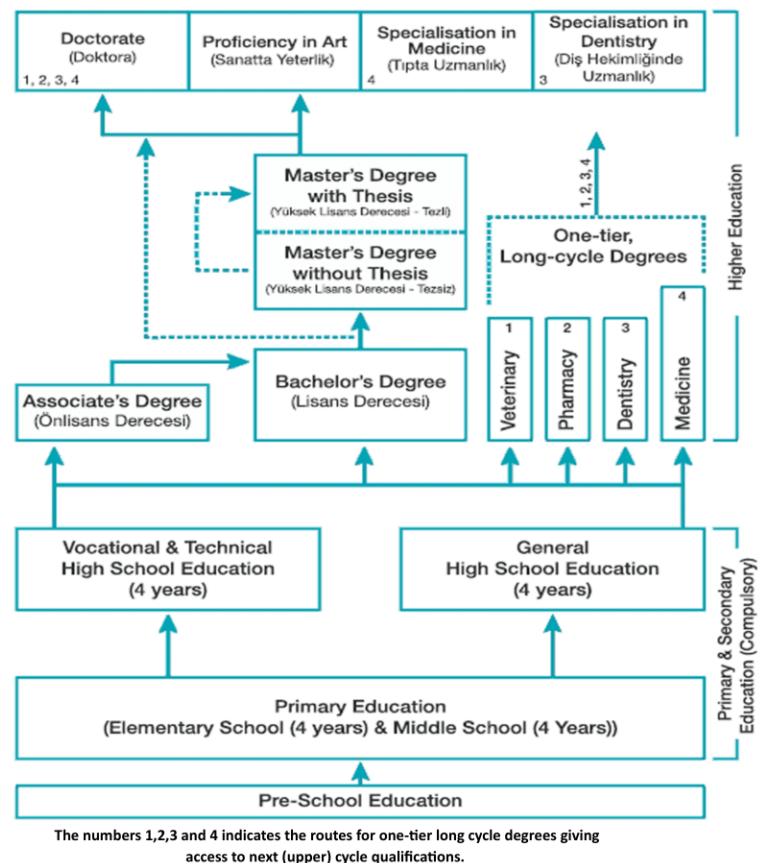 Doctorate
(Doktora)
1, 2, 3, 4
Proficiency in Art
(Sanatta Yeterlik)
Specialisation in
Medicine
(Tıpta Uzmanlık)
4
Specialisation in
Dentistry
(Diş Hekimliğinde
Uzmanlık)
3
Master's Degree
with Thesis
(Yüksek Lisans Derecesi - Tezli)
Master's Degree
without Thesis
(Yüksek Lisans Derecesi - Tezsiz)
1, 2, 3, 4
One-tier,
Long-cycle Degrees
Higher Education
Associate's Degree
(Önlisans Derecesi)
Bachelor's Degree
(Lisans Derecesi)
1
Veterinary
2
Pharmacy
3
Dentistry
4
Medicine
Vocational & Technical
High School Education
(4 years)
General
High School Education
(4 years)
Primary & Secondary
Education (Compulsory)
Primary Education
(Elementary School (4 years) & Middle School (4 Years))
Pre-School Education
The numbers 1,2,3 and 4 indicates the routes for one-tier long cycle degrees giving
access to next (upper) cycle qualifications.